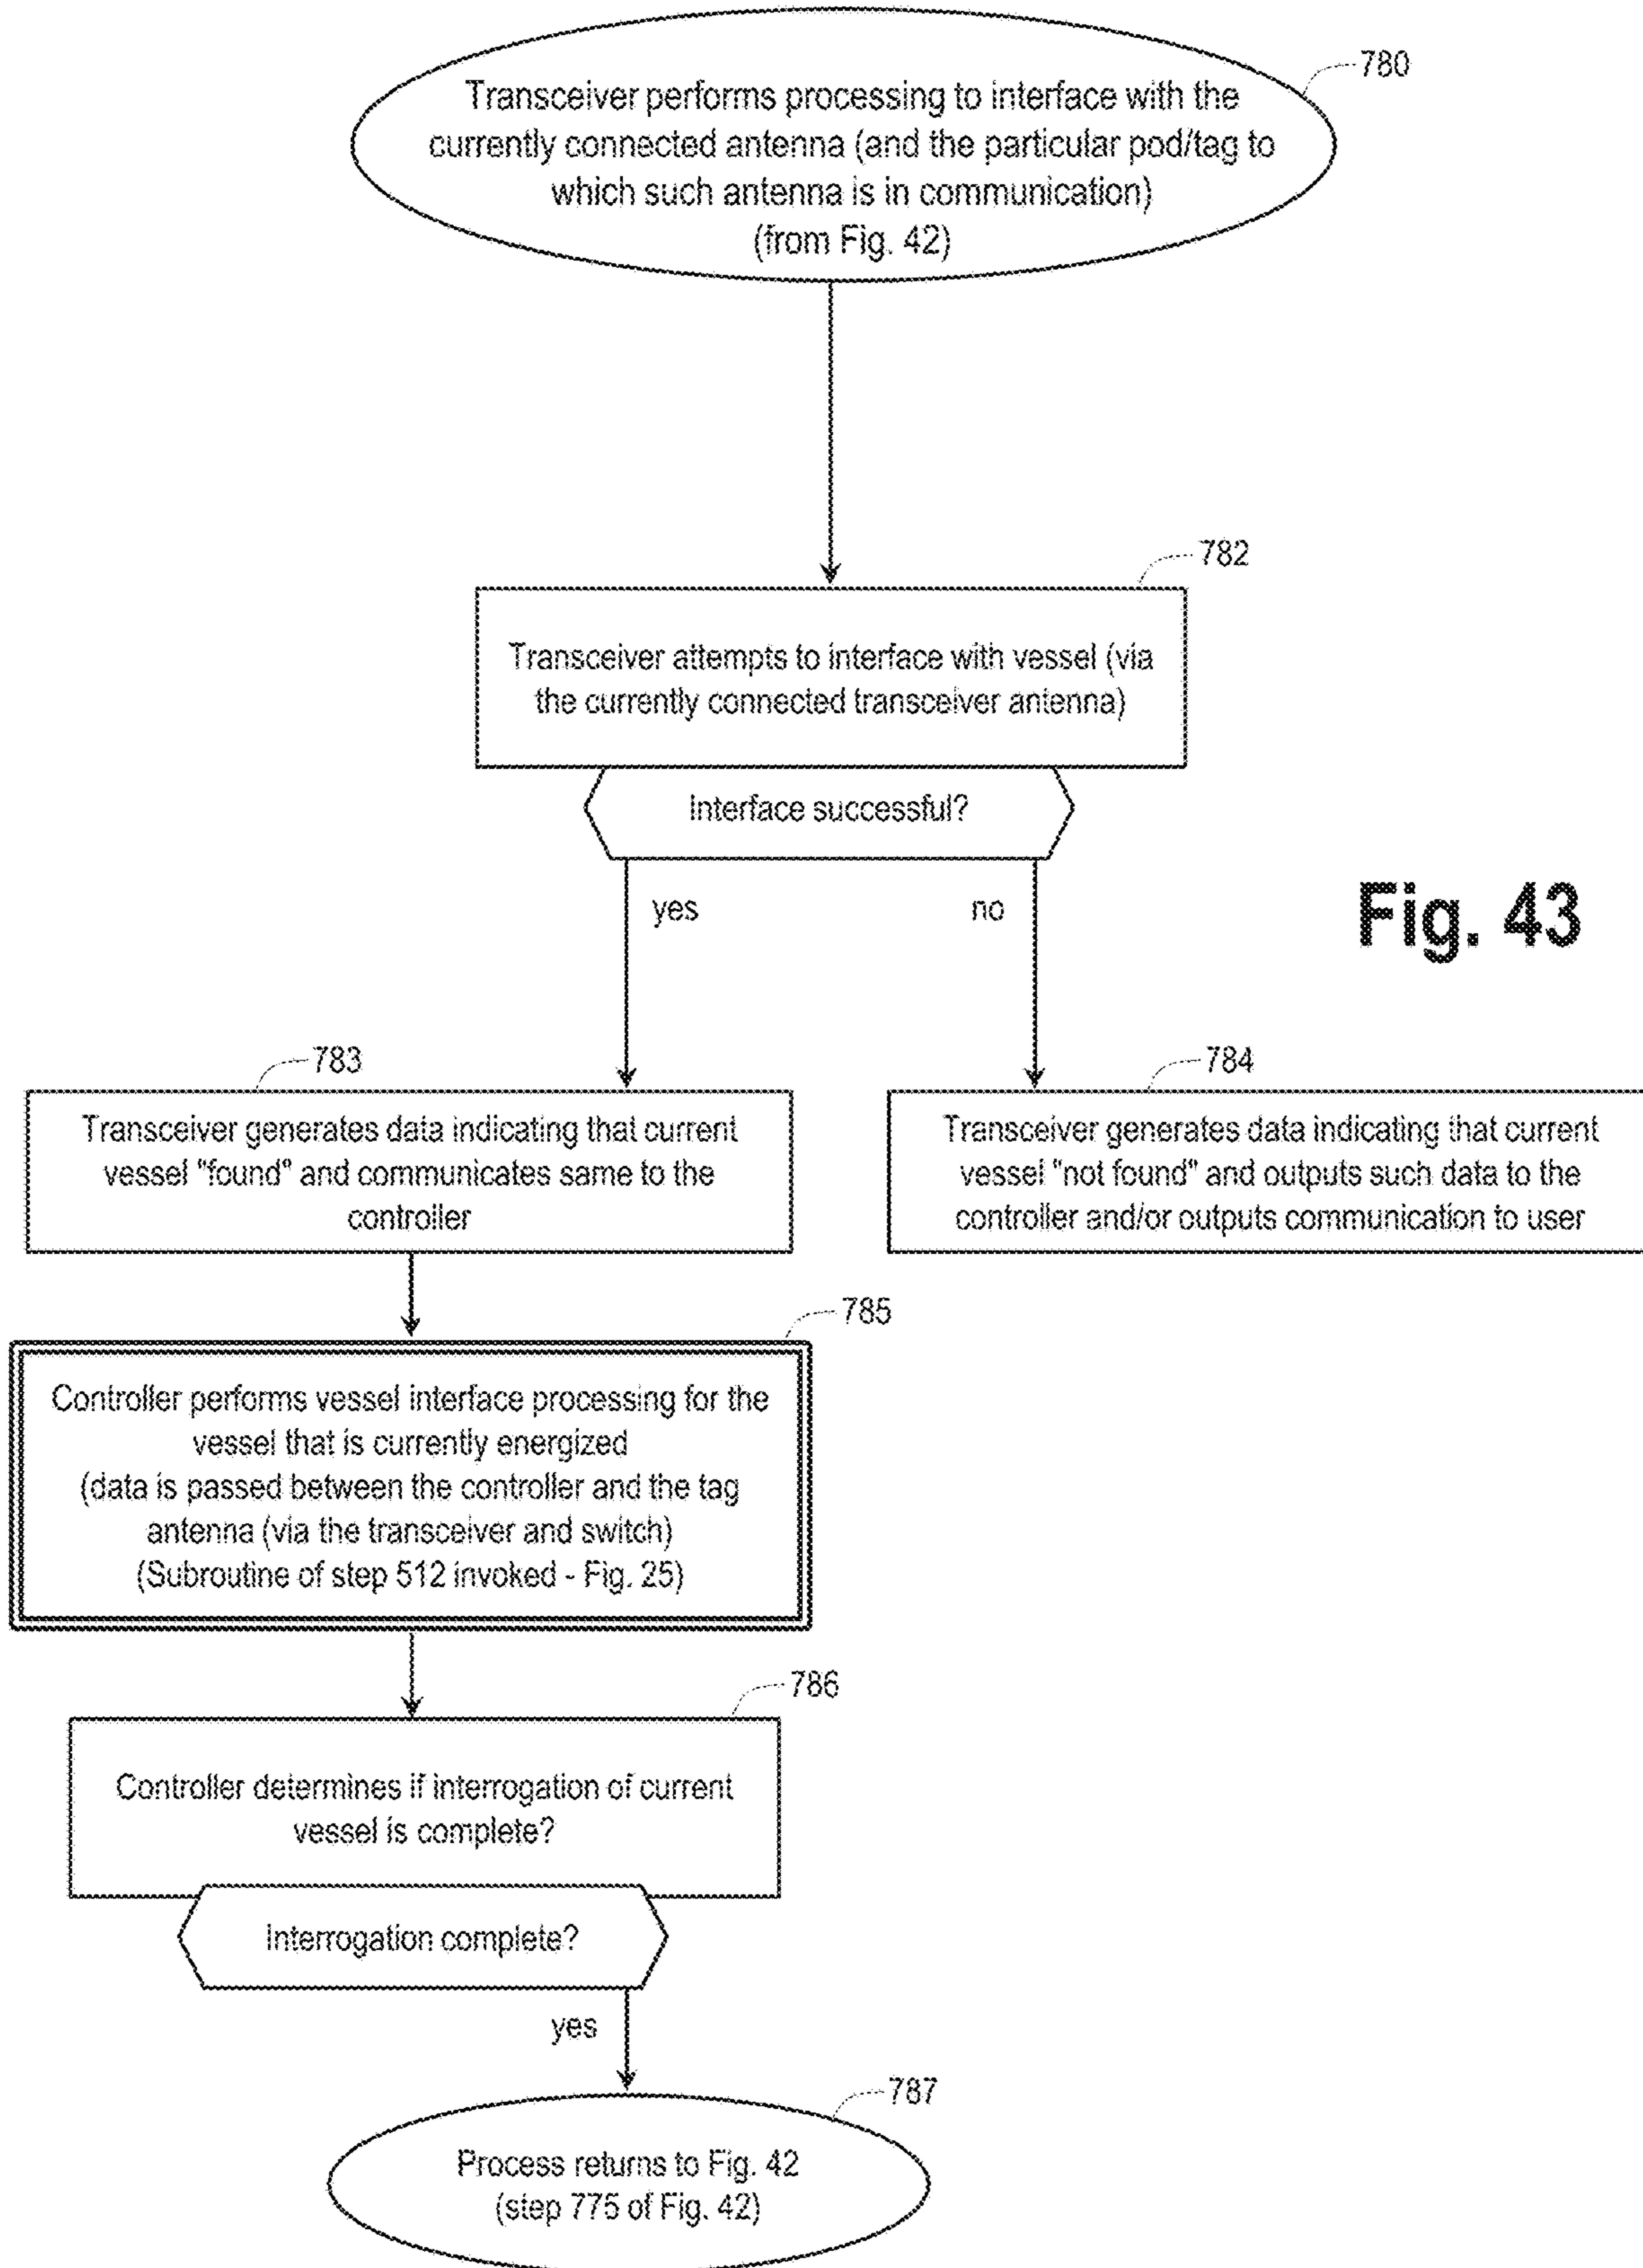 780
Transceiver performs processing to interface with the
currently connected antenna (and the particular pod/tag to
which such antenna is in communication)
(from Fig. 42)
782
Transceiver attempts to interface with vessel (via
the currently connected transceiver antenna)
Interface successful?
yes
no
Fig. 43
783
Transceiver generates data indicating that current
vessel "found" and communicates same to the
controller
784
Transceiver generates data indicating that current
vessel "not found" and outputs such data to the
controller and/or outputs communication to user
785
Controller performs vessel interface processing for the
vessel that is currently energized
(data is passed between the controller and the tag
antenna (via the transceiver and switch)
(Subroutine of step 512 invoked - Fig. 25)
786
Controller determines if interrogation of current
vessel is complete?
Interrogation complete?
yes
787
Process returns to Fig. 42
(step 775 of Fig. 42)